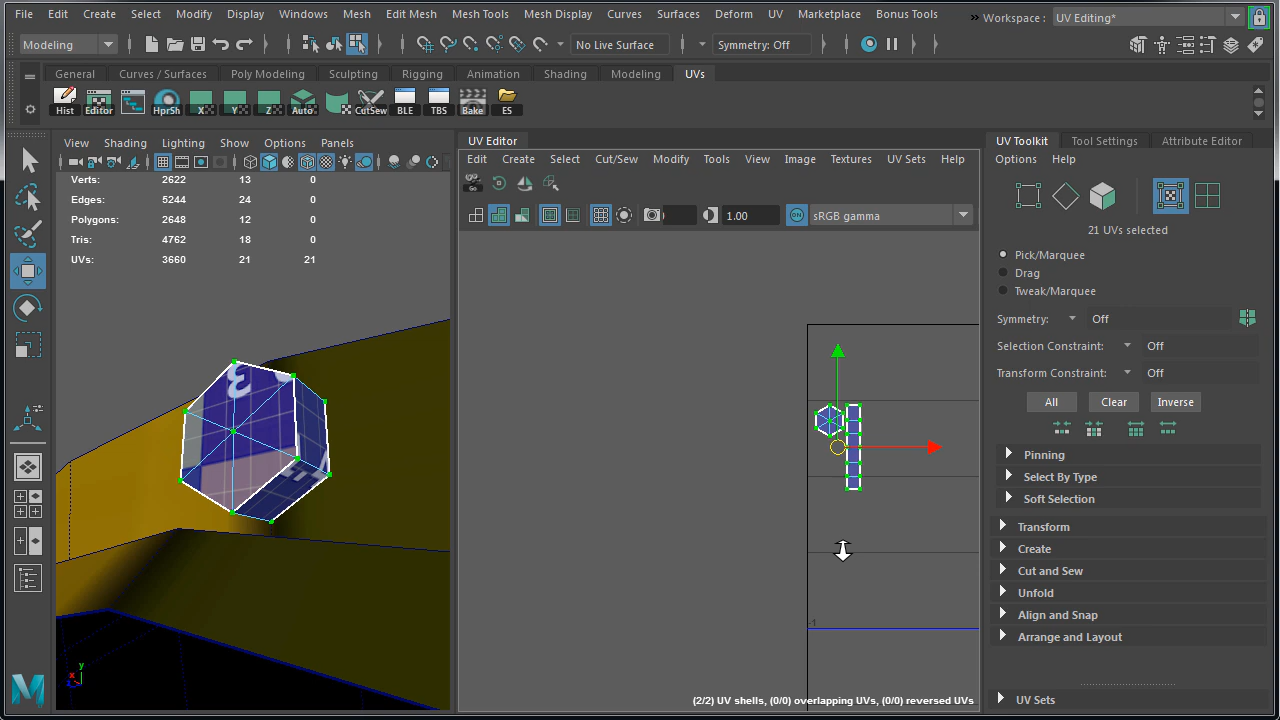 File Edit Create Select Modify Display Windows Mesh Edit Mesh Mesh Tools Mesh Display Curves Surfaces Deform UV Marketplace Bonus Tools » Workspace : UV Editing*
Modeling No Live Surface Symmetry: Off
General Curves / Surfaces Poly Modeling Sculpting Rigging Animation Shading Modeling UVs
Hist Editor HprSh X Y Z Auto CutSew BLE TBS Bake ES
View Shading Lighting Show Options Panels
UV Editor
UV Toolkit Tool Settings Attribute Editor
Edit Create Select Cut/Sew Modify Tools View Image Textures UV Sets Help
Options Help
Verts: 2622 13 0
Edges: 5244 24 0
Polygons: 2648 12 0
Tris: 4762 18 0
UVs: 3660 21 21
1.00 sRGB gamma
21 UVs selected
Pick/Marquee
Drag
Tweak/Marquee
Symmetry: Off
Selection Constraint: Off
Transform Constraint: Off
All Clear Inverse
Pinning
Select By Type
Soft Selection
Transform
Create
Cut and Sew
Unfold
Align and Snap
Arrange and Layout
UV Sets
-1
y
x
z
(2/2) UV shells, (0/0) overlapping UVs, (0/0) reversed UVs